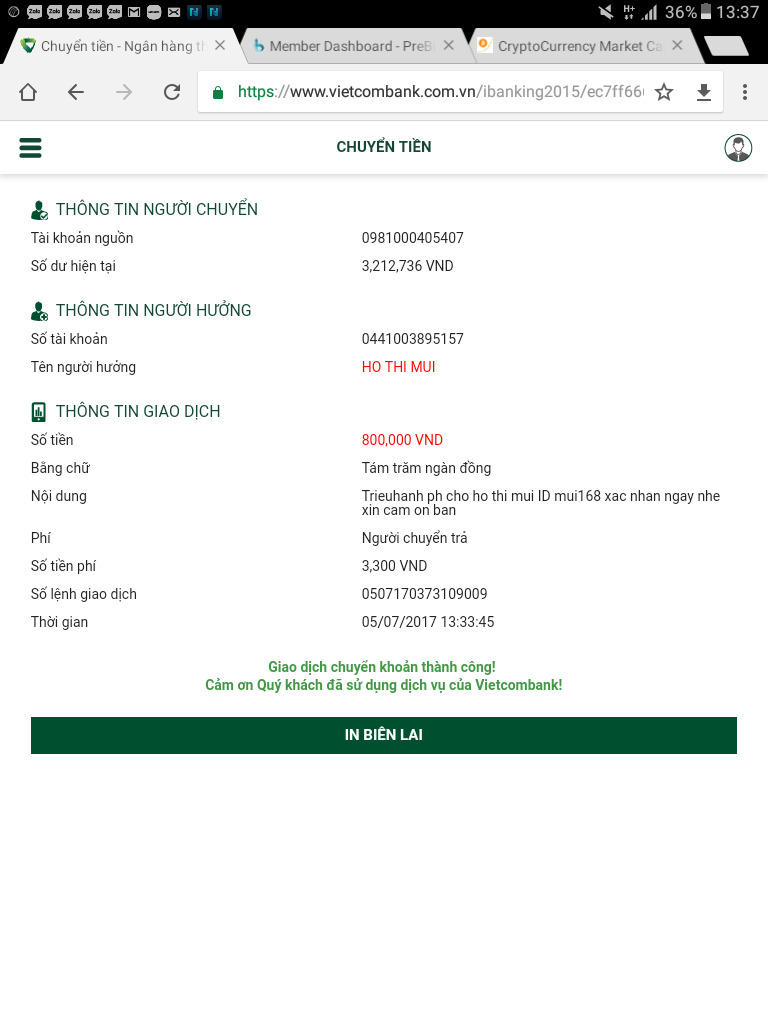 36% 13:37
Chuyển tiền - Ngân hàng th
Member Dashboard - PreB
CryptoCurrency Market Ca
https://www.vietcombank.com.vn/ibanking2015/ec7ff66
CHUYỂN TIỀN
THÔNG TIN NGƯỜI CHUYỂN
Tài khoản nguồn 0981000405407
Số dư hiện tại 3,212,736 VND
THÔNG TIN NGƯỜI HƯỞNG
Số tài khoản 0441003895157
Tên người hưởng HO THI MUI
THÔNG TIN GIAO DỊCH
Số tiền 800,000 VND
Bằng chữ Tám trăm ngàn đồng
Nội dung Trieuhanh ph cho ho thi mui ID mui168 xac nhan ngay nhe
xin cam on ban
Phí Người chuyển trả
Số tiền phí 3,300 VND
Số lệnh giao dịch 0507170373109009
Thời gian 05/07/2017 13:33:45
Giao dịch chuyển khoản thành công!
Cảm ơn Quý khách đã sử dụng dịch vụ của Vietcombank!
IN BIÊN LAI